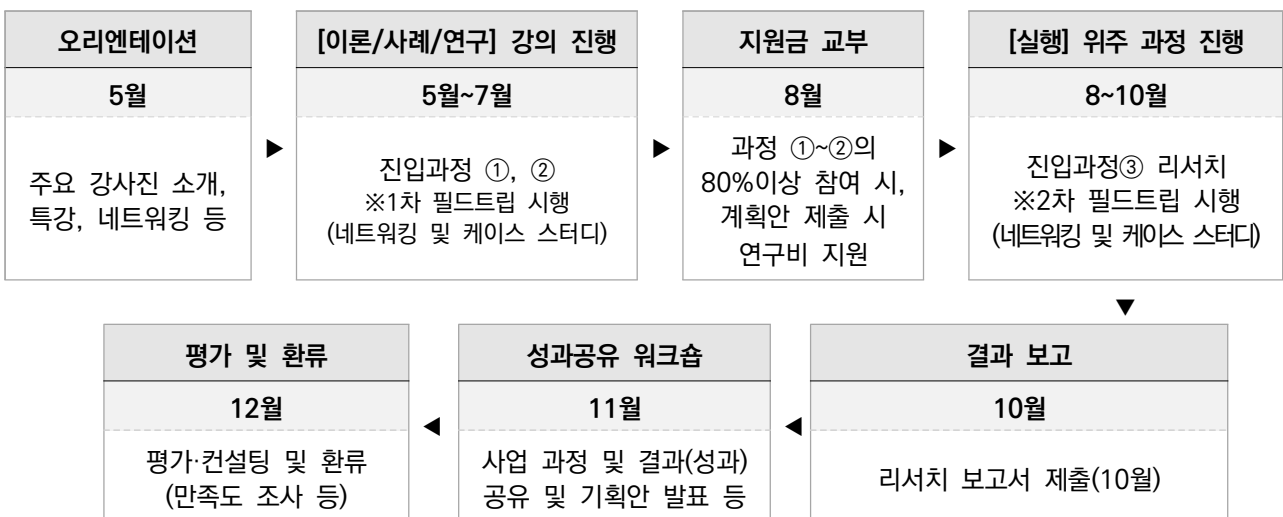 오리엔테이션
5월
주요 강사진 소개,
특강, 네트워킹 등
▶
[이론/사례/연구] 강의 진행
5월~7월
진입과정 ①, ②
※1차 필드트립 시행
(네트워킹 및 케이스 스터디)
▶
지원금 교부
8월
과정 ①~②의
80%이상 참여 시,
계획안 제출 시
연구비 지원
▶
[실행] 위주 과정 진행
8~10월
진입과정③ 리서치
※2차 필드트립 시행
(네트워킹 및 케이스 스터디)
▼
결과 보고
10월
리서치 보고서 제출(10월)
◀
성과공유 워크숍
11월
사업 과정 및 결과(성과)
공유 및 기획안 발표 등
◀
평가 및 환류
12월
평가·컨설팅 및 환류
(만족도 조사 등)